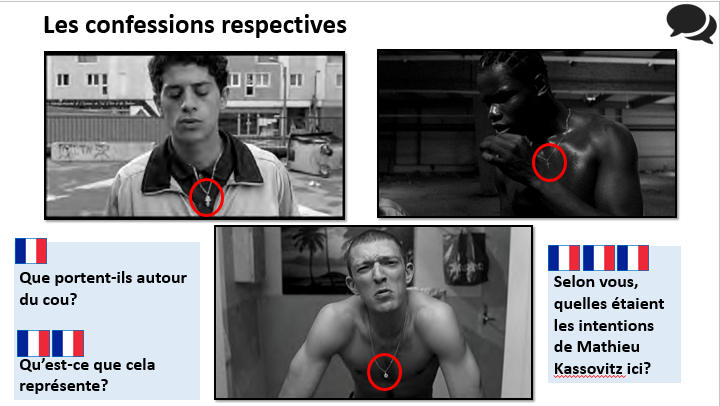 Les confessions respectives
Que portent-ils autour
du cou?
Qu'est-ce que cela
représente?
Selon vous,
quelles étaient
les intentions
de Mathieu
Kassovitz ici?